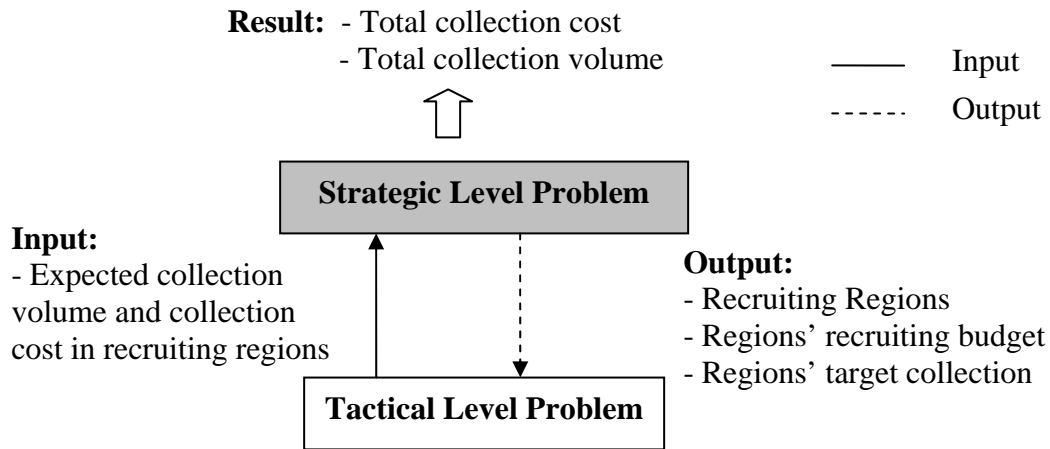 Result: - Total collection cost
- Total collection volume
Input
Output
Strategic Level Problem
Input:
- Expected collection
volume and collection
cost in recruiting regions
Output:
- Recruiting Regions
- Regions’ recruiting budget
- Regions’ target collection
Tactical Level Problem